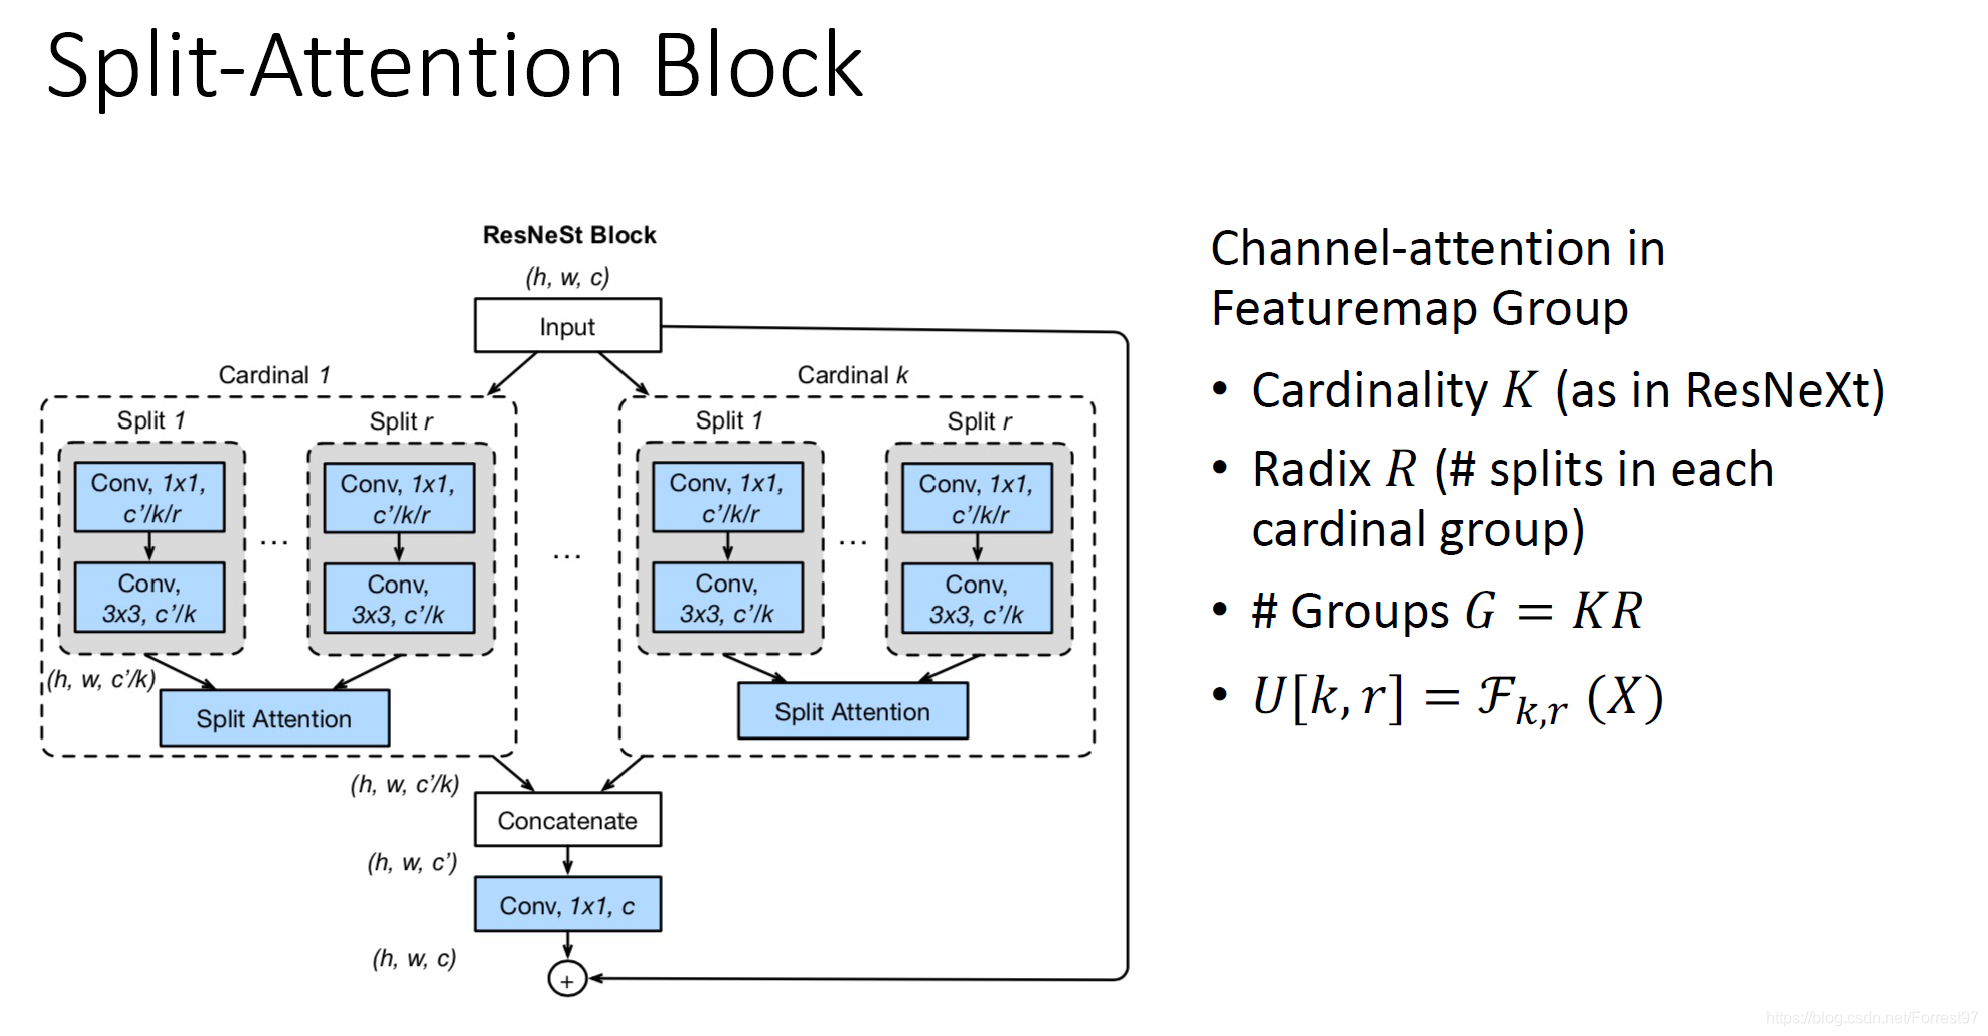 Split-Attention Block
ResNeSt Block
(h, w, c)
Input
Cardinal 1
Cardinal k
Split 1
Split r
Split 1
Split r
Conv, 1x1,
c’/k/r
Conv, 1x1,
c’/k/r
Conv, 1x1,
c’/k/r
Conv, 1x1,
c’/k/r
...
...
...
Conv,
3x3, c’/k
Conv,
3x3, c’/k
Conv,
3x3, c’/k
Conv,
3x3, c’/k
(h, w, c’/k)
Split Attention
Split Attention
(h, w, c’/k)
Concatenate
(h, w, c’)
Conv, 1x1, c
(h, w, c)
+
Channel-attention in
Featuremap Group
• Cardinality K (as in ResNeXt)
• Radix R (# splits in each
cardinal group)
• # Groups G = KR
• U[k, r] = ℱk,r (X)
https://blog.csdn.net/Forrest97